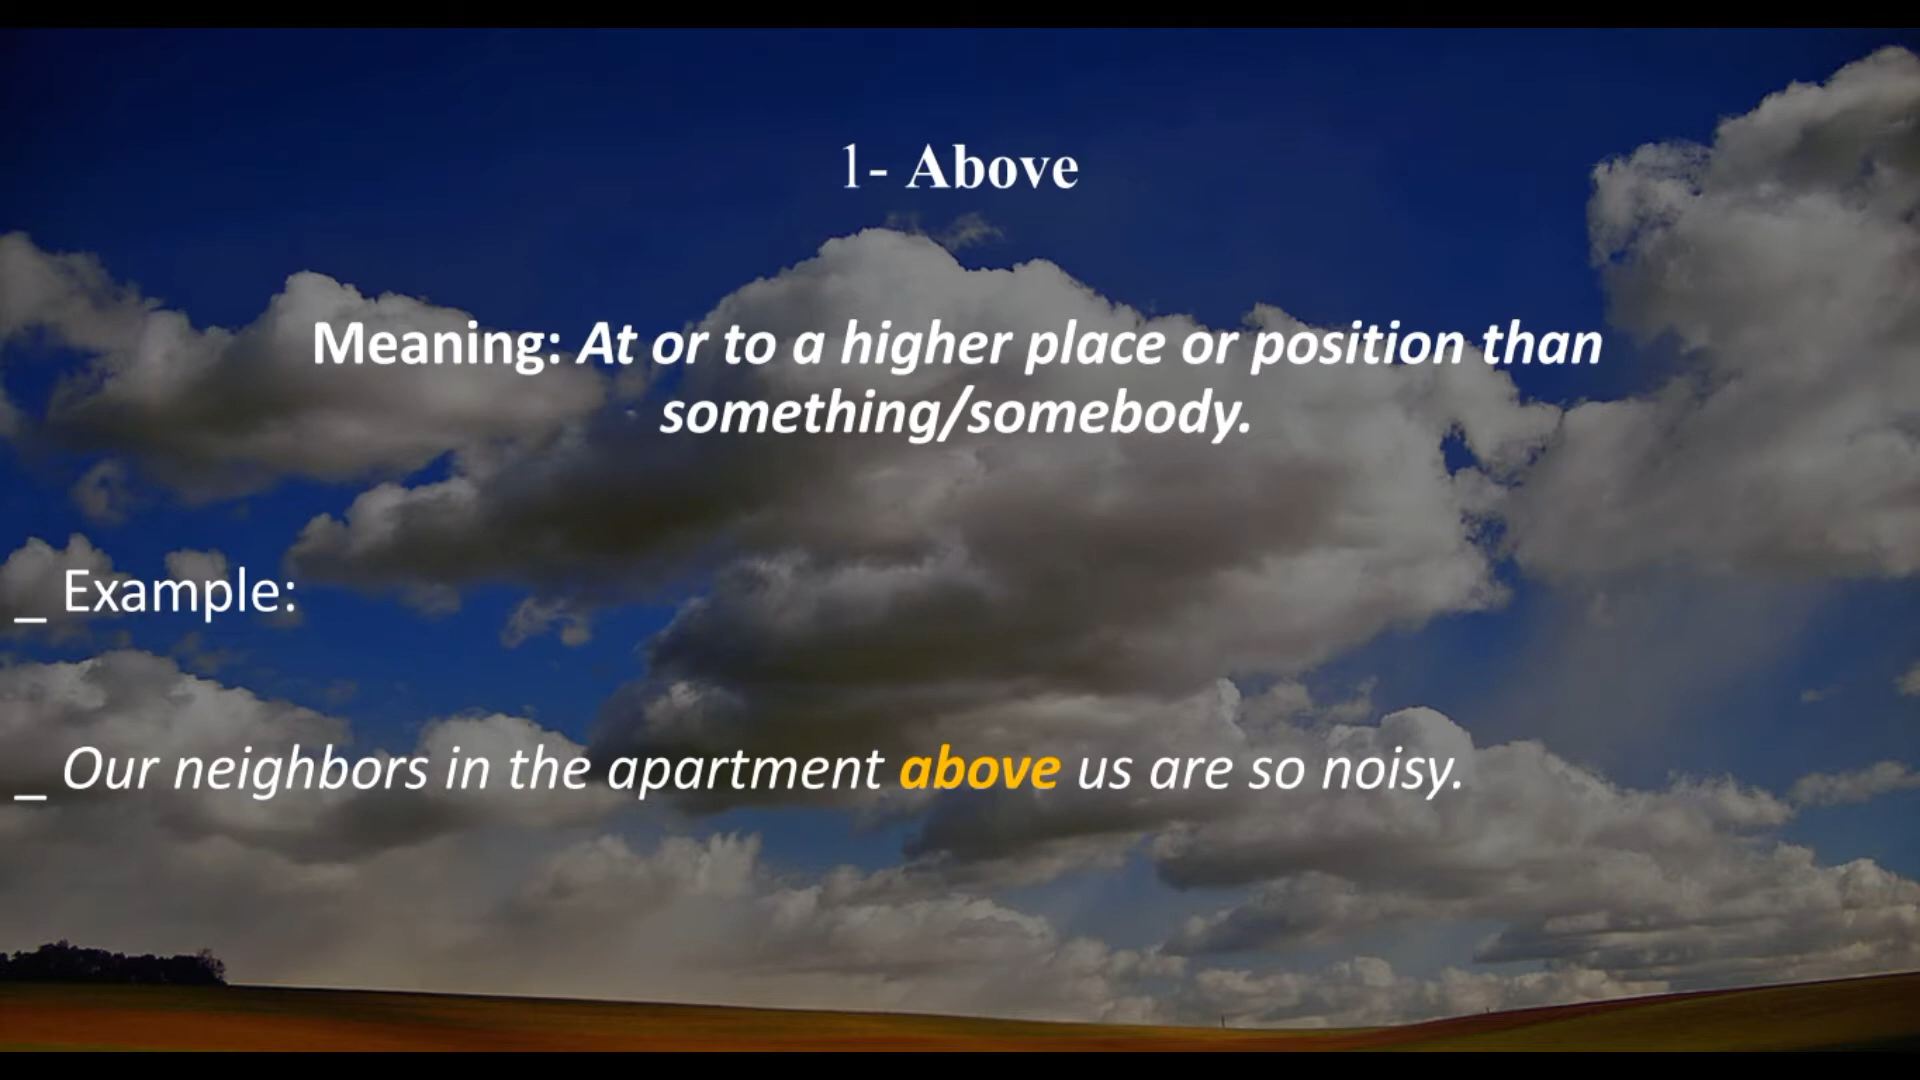 1- Above
Meaning: At or to a higher place or position than
something/somebody.
_ Example:
_ Our neighbors in the apartment above us are so noisy.